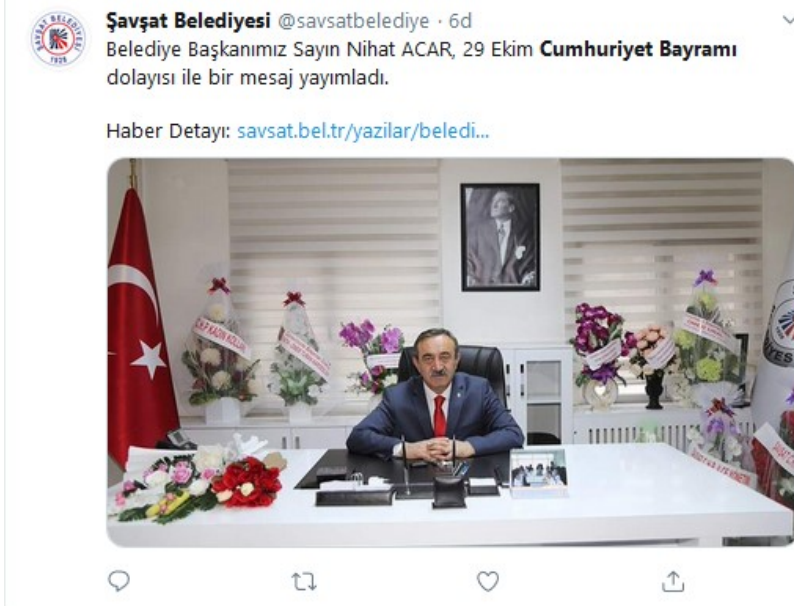 Şavşat Belediyesi @savsatbelediye · 6d
Belediye Başkanımız Sayın Nihat ACAR, 29 Ekim Cumhuriyet Bayramı
dolayısı ile bir mesaj yayımladı.
Haber Detayı: savsat.bel.tr/yazilar/beledi...